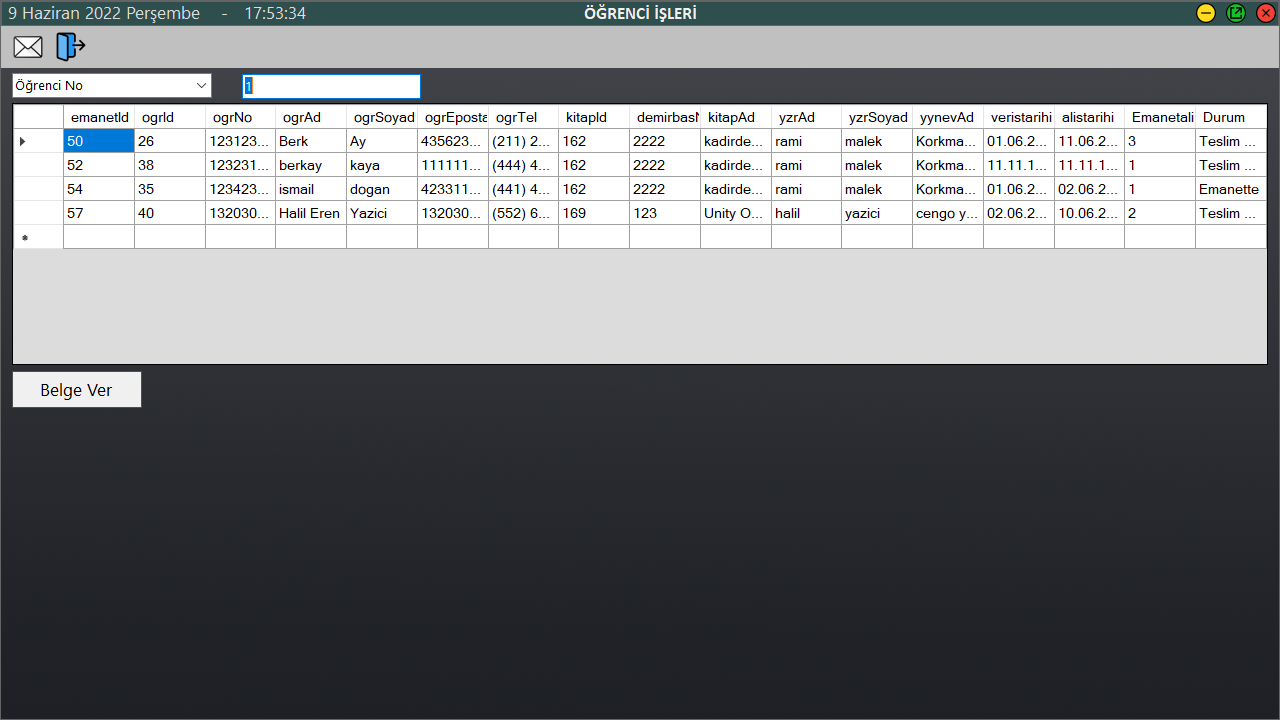 9 Haziran 2022 Perşembe - 17:53:34 ÖĞRENCİ İŞLERİ
Öğrenci No 1
emanetId ogrId ogrNo ogrAd ogrSoyad ogrEposta ogrTel kitapId demirbasN kitapAd yzrAd yzrSoyad yynevAd veristarihi alistarihi Emanetali Durum
50 26 123123... Berk Ay 435623... (211) 2... 162 2222 kadirde... rami malek Korkma... 01.06.2... 11.06.2... 3 Teslim ...
52 38 123231... berkay kaya 111111... (444) 4... 162 2222 kadirde... rami malek Korkma... 11.11.1... 11.11.1... 1 Teslim ...
54 35 123423... ismail dogan 423311... (441) 4... 162 2222 kadirde... rami malek Korkma... 01.06.2... 02.06.2... 1 Emanette
57 40 132030... Halil Eren Yazici 132030... (552) 6... 169 123 Unity O... halil yazici cengo y... 02.06.2... 10.06.2... 2 Teslim ...
Belge Ver